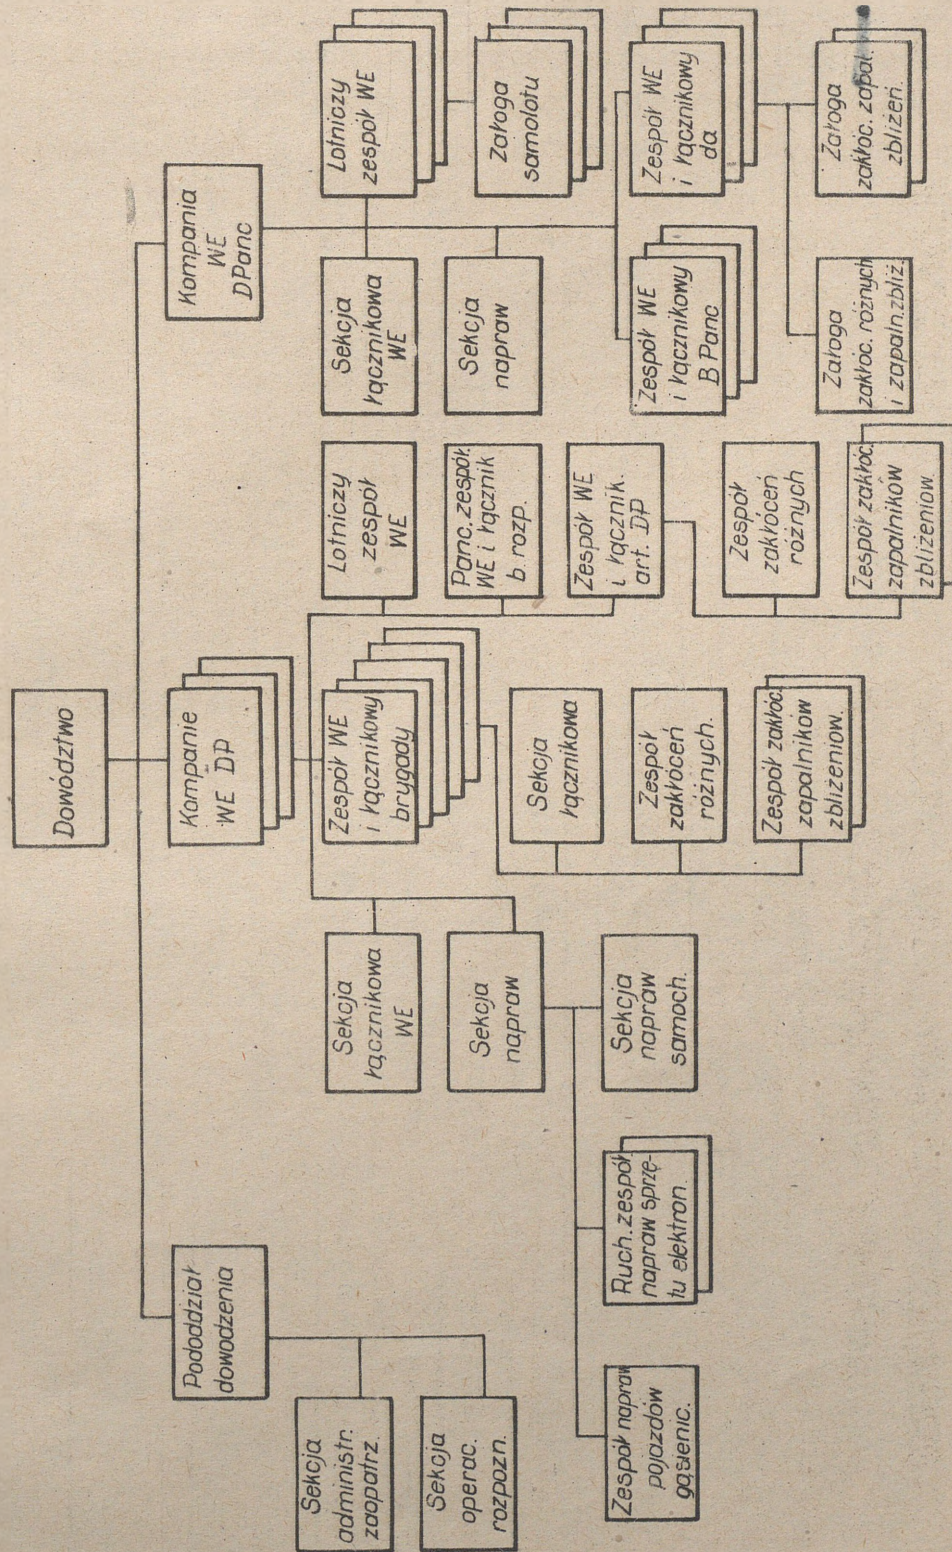 Dowództwo
Pododdział
dowodzenia
Kompanie
WE DP
Kompania
WE
DPanc
Sekcja
administr.
zaopatrz.
Sekcja
operac.
rozpozn.
Sekcja
łącznikowa
WE
Sekcja
napraw
Zespół napraw
pojazdów
gąsienic.
Ruch. zespół
napraw sprzę-
tu elektron.
Sekcja
napraw
samoch.
Zespół WE
i łącznikowy
brygady
Sekcja
łącznikowa
Zespół
zakłóceń
różnych.
Zespół zakłóc.
zapalników
zbliżeniow.
Lotniczy
zespół
WE
Panc. zespół
WE i łącznik
b. rozp.
Zespół WE
i łącznik.
art. DP
Zespół
zakłóceń
różnych
Zespół zakłóc.
zapalników
zbliżeniow.
Sekcja
łącznikowa
WE
Lotniczy
zespół WE
Sekcja
napraw
Załoga
samolotu
Zespół WE
i łącznikowy
B Panc
Zespół WE
i łącznikowy
da
Załoga
zakłóc. różnych
i zapaln. zbliż.
Załoga
zakłóc. zapal.
zbliżeń.